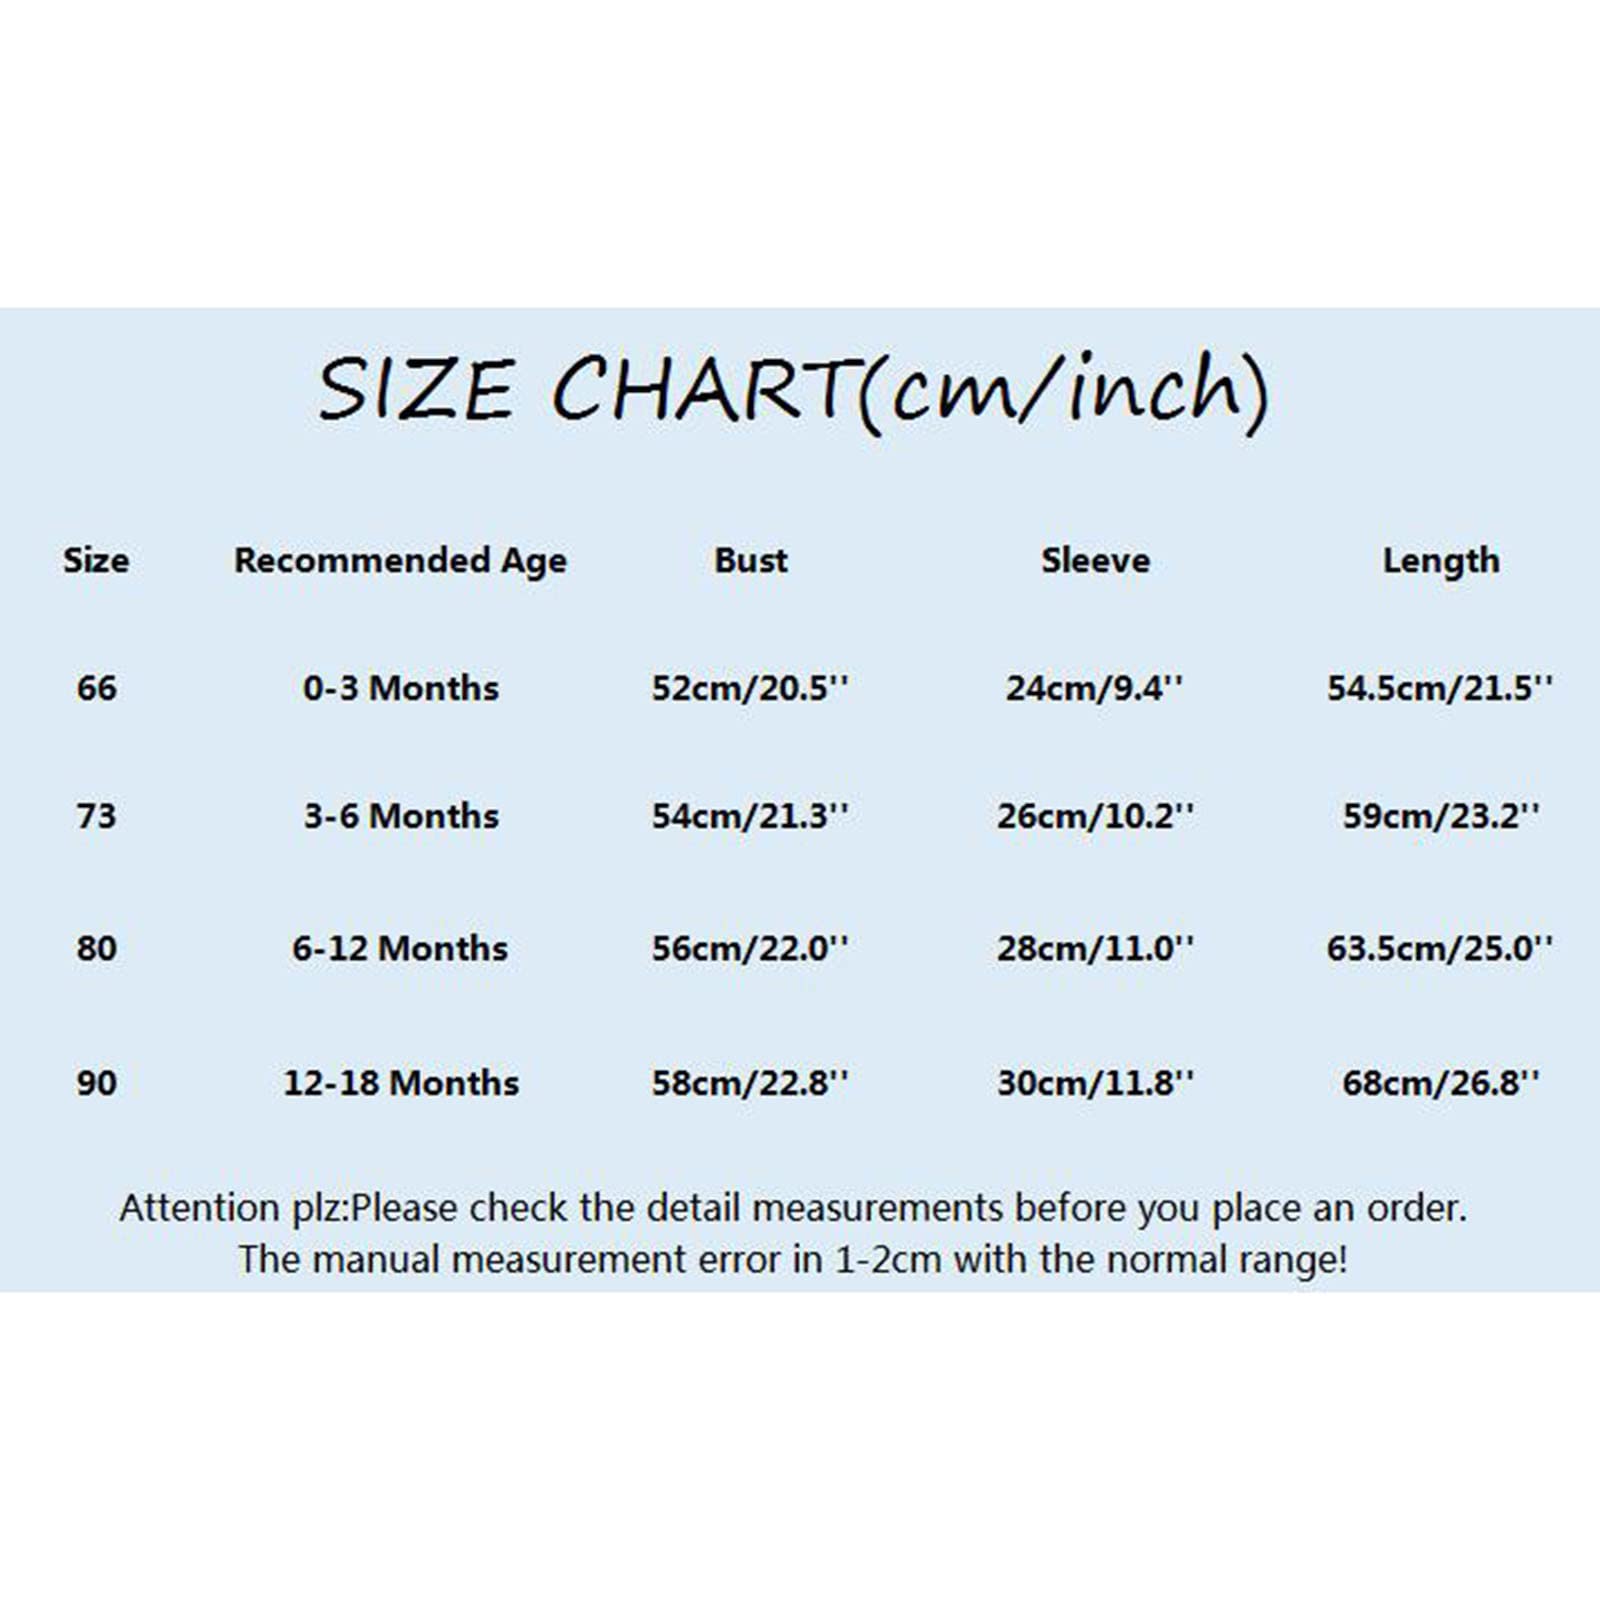 SIZE CHART(cm/inch)
Size Recommended Age Bust Sleeve Length
66 0-3 Months 52cm/20.5'' 24cm/9.4'' 54.5cm/21.5''
73 3-6 Months 54cm/21.3'' 26cm/10.2'' 59cm/23.2''
80 6-12 Months 56cm/22.0'' 28cm/11.0'' 63.5cm/25.0''
90 12-18 Months 58cm/22.8'' 30cm/11.8'' 68cm/26.8''
Attention plz:Please check the detail measurements before you place an order.
The manual measurement error in 1-2cm with the normal range!